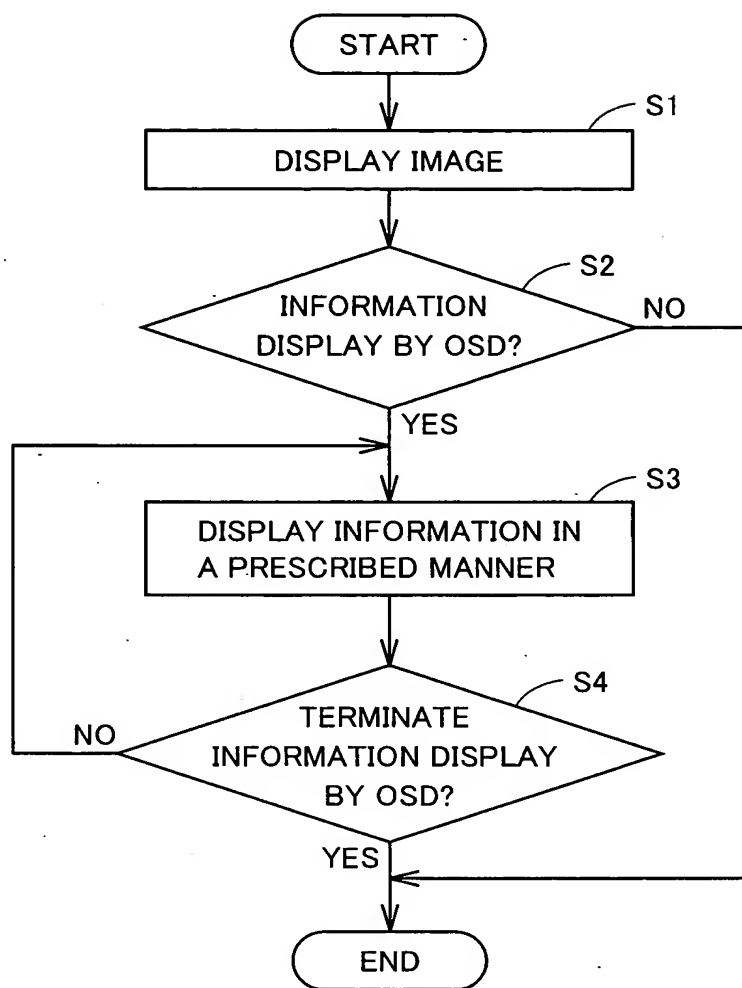 START
S1
DISPLAY IMAGE
S2
INFORMATION
DISPLAY BY OSD?
NO
YES
S3
DISPLAY INFORMATION IN
A PRESCRIBED MANNER
S4
TERMINATE
INFORMATION DISPLAY
BY OSD?
NO
YES
END